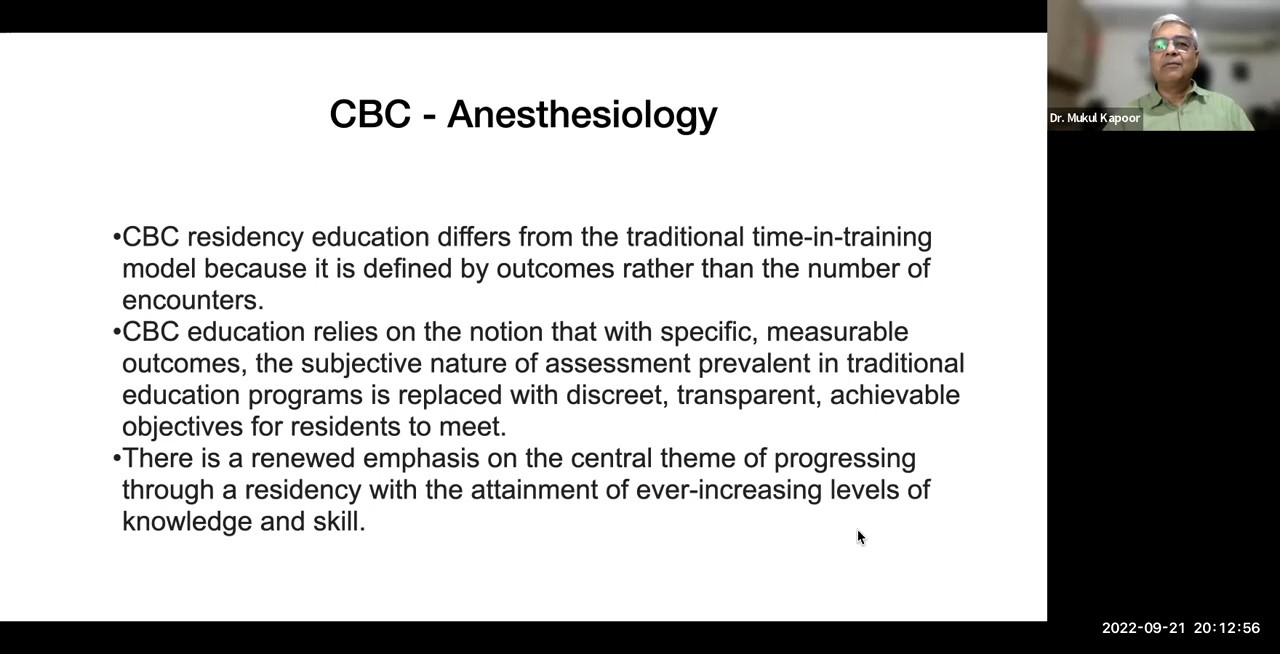 CBC - Anesthesiology
•CBC residency education differs from the traditional time-in-training
model because it is defined by outcomes rather than the number of
encounters.
•CBC education relies on the notion that with specific, measurable
outcomes, the subjective nature of assessment prevalent in traditional
education programs is replaced with discreet, transparent, achievable
objectives for residents to meet.
•There is a renewed emphasis on the central theme of progressing
through a residency with the attainment of ever-increasing levels of
knowledge and skill.
Dr. Mukul Kapoor
2022-09-21 20:12:56